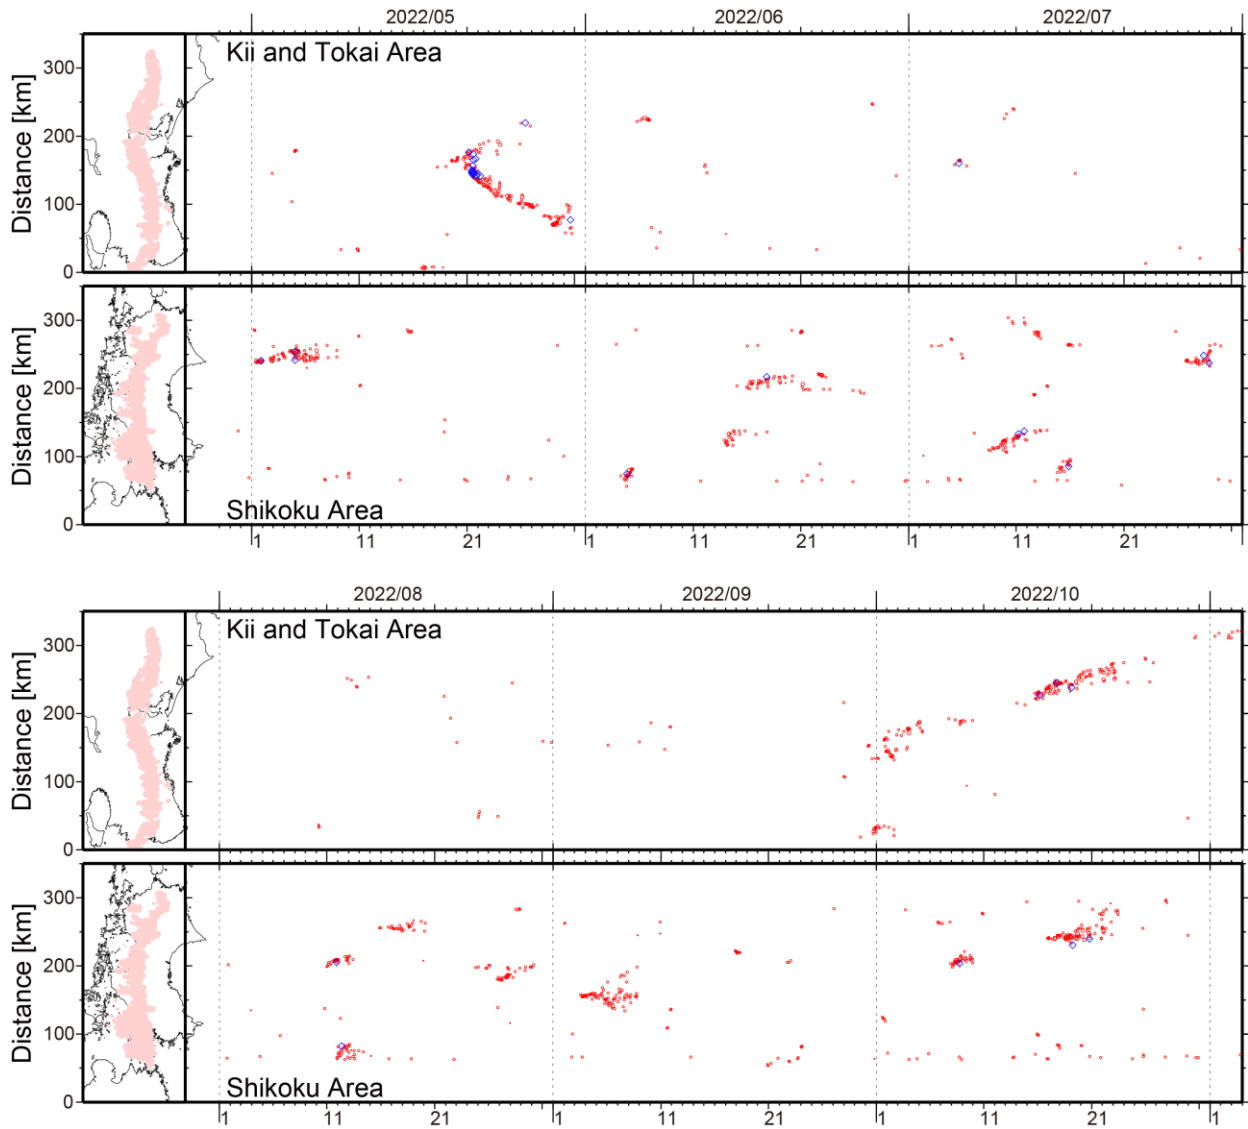 2022/05 2022/06 2022/07
Kii and Tokai Area
Distance [km]
300
200
100
0
Distance [km]
300
200
100
0
Shikoku Area
1 11 21 1 11 21 1 11 21
2022/08 2022/09 2022/10
Kii and Tokai Area
Distance [km]
300
200
100
0
Distance [km]
300
200
100
0
Shikoku Area
1 11 21 1 11 21 1 11 21 1